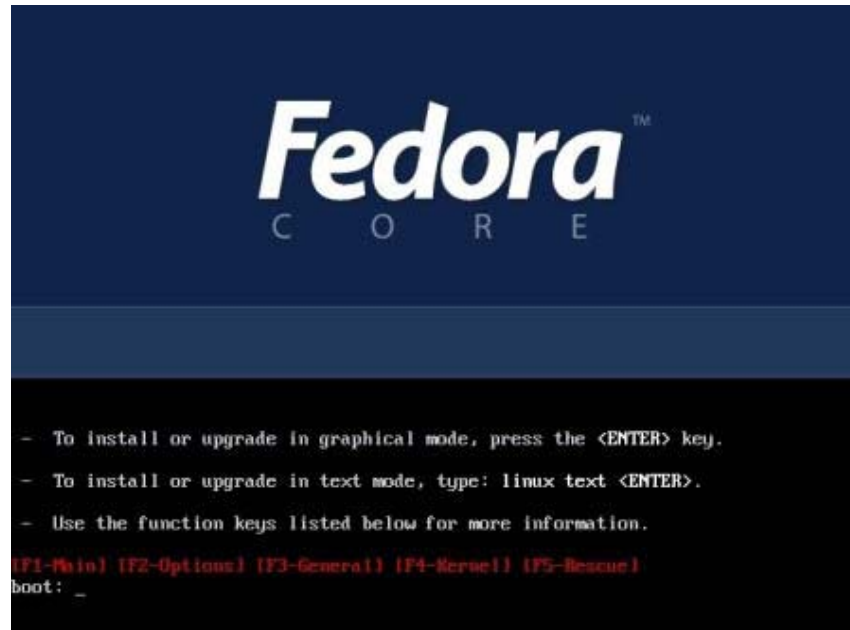 Fedora™
CORE
- To install or upgrade in graphical mode, press the <ENTER> key.
- To install or upgrade in text mode, type: linux text <ENTER>.
- Use the function keys listed below for more information.
[F1-Main] [F2-Options] [F3-General] [F4-Kernel] [F5-Rescue]
boot: _